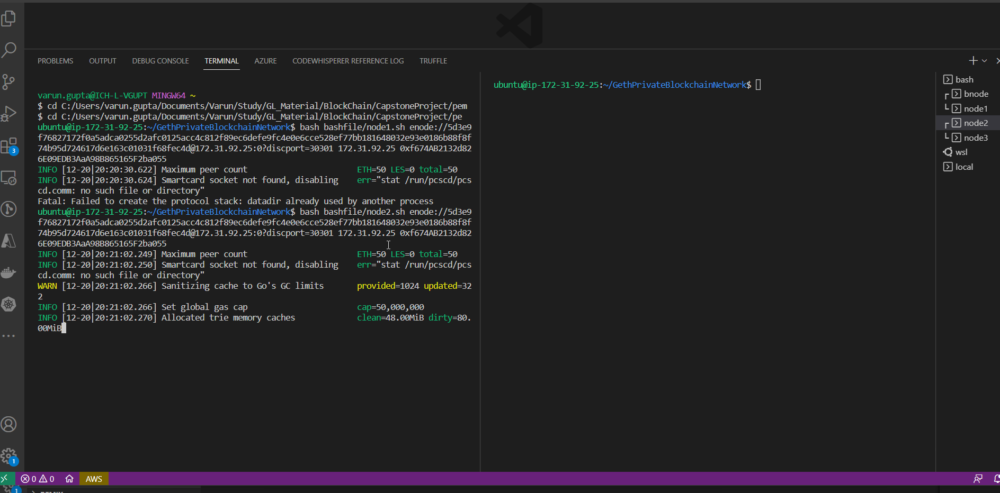 PROBLEMS OUTPUT DEBUG CONSOLE TERMINAL AZURE CODEWHISPERER REFERENCE LOG TRUFFLE
varun.gupta@ICH-L-VGUPT MINGW64 ~
$ cd C:/Users/varun.gupta/Documents/Varun/Study/GL_Material/BlockChain/CapstoneProject/pem
$ cd C:/Users/varun.gupta/Documents/Varun/Study/GL_Material/BlockChain/CapstoneProject/pe
ubuntu@ip-172-31-92-25:~/GethPrivateBlockchainNetwork$ bash bashfile/node1.sh enode://5d3e9
f76827172f0a5adca0255d2afc0125acc4c812f89ec6defe9fc4e0e6cce528ef77bb181648032e93e0186b88f8f
74b95d724617d6e163c01031f68fec4d@172.31.92.25:0?discport=30301 172.31.92.25 0xf674AB2132d82
6E09EDB3AaA98B865165F2ba055
INFO [12-20|20:20:30.622] Maximum peer count ETH=50 LES=0 total=50
INFO [12-20|20:20:30.624] Smartcard socket not found, disabling err="stat /run/pcscd/pcs
cd.comm: no such file or directory"
Fatal: Failed to create the protocol stack: datadir already used by another process
ubuntu@ip-172-31-92-25:~/GethPrivateBlockchainNetwork$ bash bashfile/node2.sh enode://5d3e9
f76827172f0a5adca0255d2afc0125acc4c812f89ec6defe9fc4e0e6cce528ef77bb181648032e93e0186b88f8f
74b95d724617d6e163c01031f68fec4d@172.31.92.25:0?discport=30301 172.31.92.25 0xf674AB2132d82
6E09EDB3AaA98B865165F2ba055
INFO [12-20|20:21:02.249] Maximum peer count ETH=50 LES=0 total=50
INFO [12-20|20:21:02.250] Smartcard socket not found, disabling err="stat /run/pcscd/pcs
cd.comm: no such file or directory"
WARN [12-20|20:21:02.266] Sanitizing cache to Go's GC limits provided=1024 updated=32
2
INFO [12-20|20:21:02.266] Set global gas cap cap=50,000,000
INFO [12-20|20:21:02.270] Allocated trie memory caches clean=48.00MiB dirty=80.
00MiB
ubuntu@ip-172-31-92-25:~/GethPrivateBlockchainNetwork$
bash
bnode
node1
node2
node3
wsl
local
3
1
0 0 AWS
1